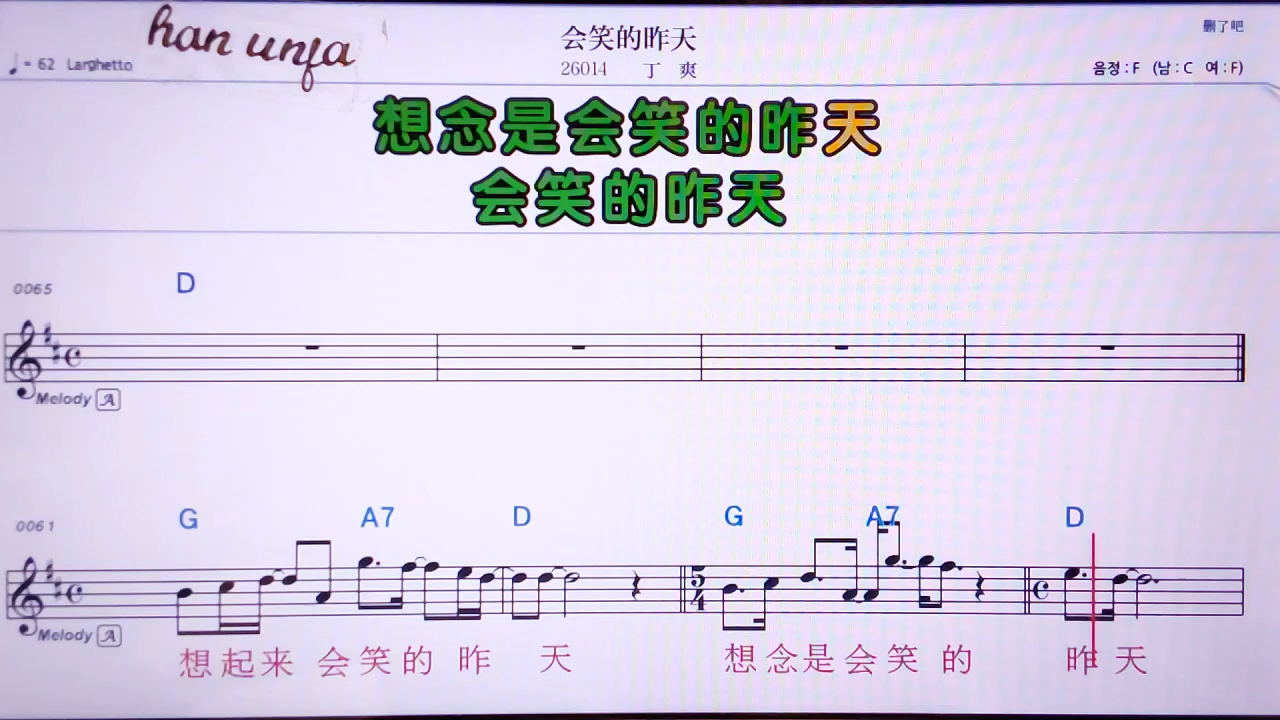 han unja
会笑的昨天
删了吧
♩= 62 Larghetto
26014 丁 爽
음정 : F (남 : C 여 : F)
想念是会笑的昨天
会笑的昨天
0065
D
Melody A
0061
G A7 D G A7 D
5
4
Melody A
想起来 会笑的 昨 天 想念是会笑 的 昨天